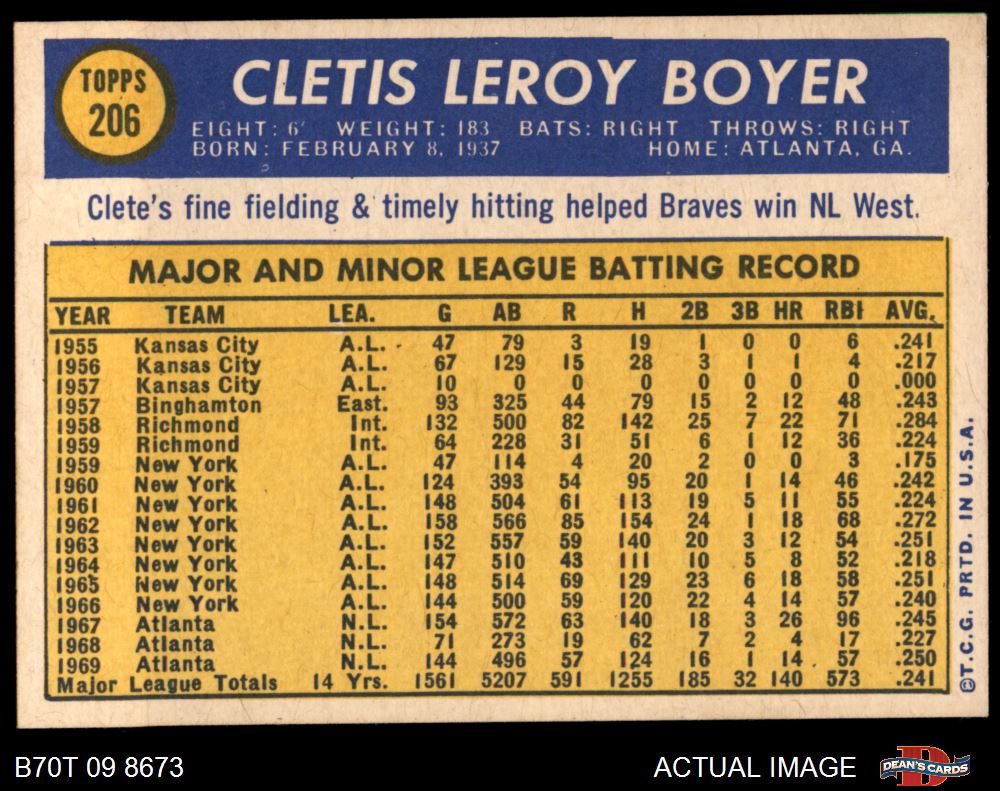 TOPPS
206
CLETIS LEROY BOYER
EIGHT: 6' WEIGHT: 183 BATS: RIGHT THROWS: RIGHT
BORN: FEBRUARY 8, 1937 HOME: ATLANTA, GA.
Clete's fine fielding & timely hitting helped Braves win NL West.
MAJOR AND MINOR LEAGUE BATTING RECORD
YEAR TEAM LEA. G AB R H 2B 3B HR RBI AVG.
1955 Kansas City A.L. 47 79 3 19 1 0 0 6 .241
1956 Kansas City A.L. 67 129 15 28 3 1 1 4 .217
1957 Kansas City A.L. 10 0 0 0 0 0 0 0 .000
1957 Binghamton East. 93 325 44 79 15 2 12 48 .243
1958 Richmond Int. 132 500 82 142 25 7 22 71 .284
1959 Richmond Int. 64 228 31 51 6 1 12 36 .224
1959 New York A.L. 47 114 4 20 2 0 0 3 .175
1960 New York A.L. 124 393 54 95 20 1 14 46 .242
1961 New York A.L. 148 504 61 113 19 5 11 55 .224
1962 New York A.L. 158 566 85 154 24 1 18 68 .272
1963 New York A.L. 152 557 59 140 20 3 12 54 .251
1964 New York A.L. 147 510 43 111 10 5 8 52 .218
1965 New York A.L. 148 514 69 129 23 6 18 58 .251
1966 New York A.L. 144 500 59 120 22 4 14 57 .240
1967 Atlanta N.L. 154 572 63 140 18 3 26 96 .245
1968 Atlanta N.L. 71 273 19 62 7 2 4 17 .227
1969 Atlanta N.L. 144 496 57 124 16 1 14 57 .250
Major League Totals 14 Yrs. 1561 5207 591 1255 185 32 140 573 .241
©T.C.G. PRTD. IN U.S.A.
B70T 09 8673
ACTUAL IMAGE
DEAN'S CARDS